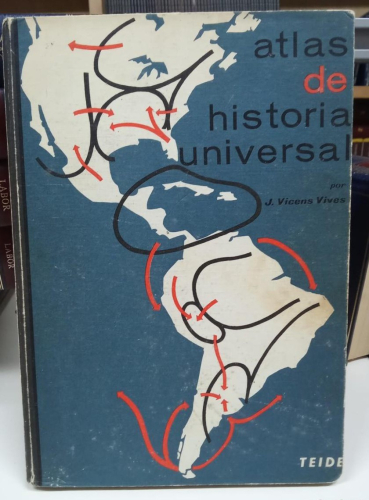 atlas
de
historia
universal
por
J. Vicens Vives
TEIDE
LABOR
LABOR